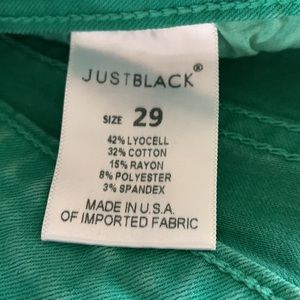 JUSTBLACK®
SIZE 29
42% LYOCELL
32% COTTON
15% RAYON
8% POLYESTER
3% SPANDEX
MADE IN U.S.A.
OF IMPORTED FABRIC